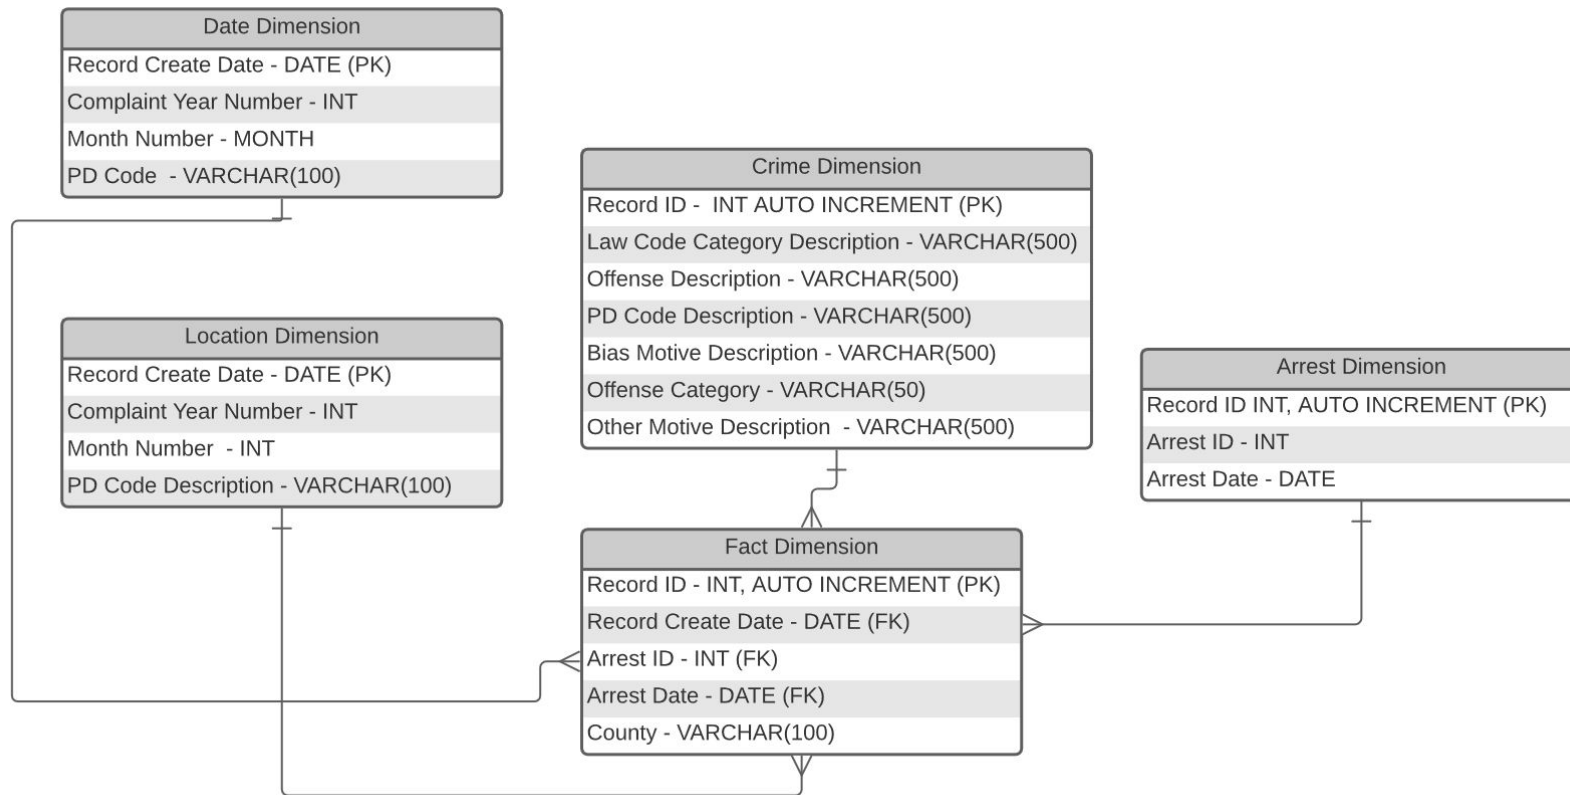 Date Dimension
Record Create Date - DATE (PK)
Complaint Year Number - INT
Month Number - MONTH
PD Code  - VARCHAR(100)
Location Dimension
Record Create Date - DATE (PK)
Complaint Year Number - INT
Month Number  - INT
PD Code Description - VARCHAR(100)
Crime Dimension
Record ID -  INT AUTO INCREMENT (PK)
Law Code Category Description - VARCHAR(500)
Offense Description - VARCHAR(500)
PD Code Description - VARCHAR(500)
Bias Motive Description - VARCHAR(500)
Offense Category - VARCHAR(50)
Other Motive Description  - VARCHAR(500)
Arrest Dimension
Record ID INT, AUTO INCREMENT (PK)
Arrest ID - INT
Arrest Date - DATE
Fact Dimension
Record ID - INT, AUTO INCREMENT (PK)
Record Create Date - DATE (FK)
Arrest ID - INT (FK)
Arrest Date - DATE (FK)
County - VARCHAR(100)